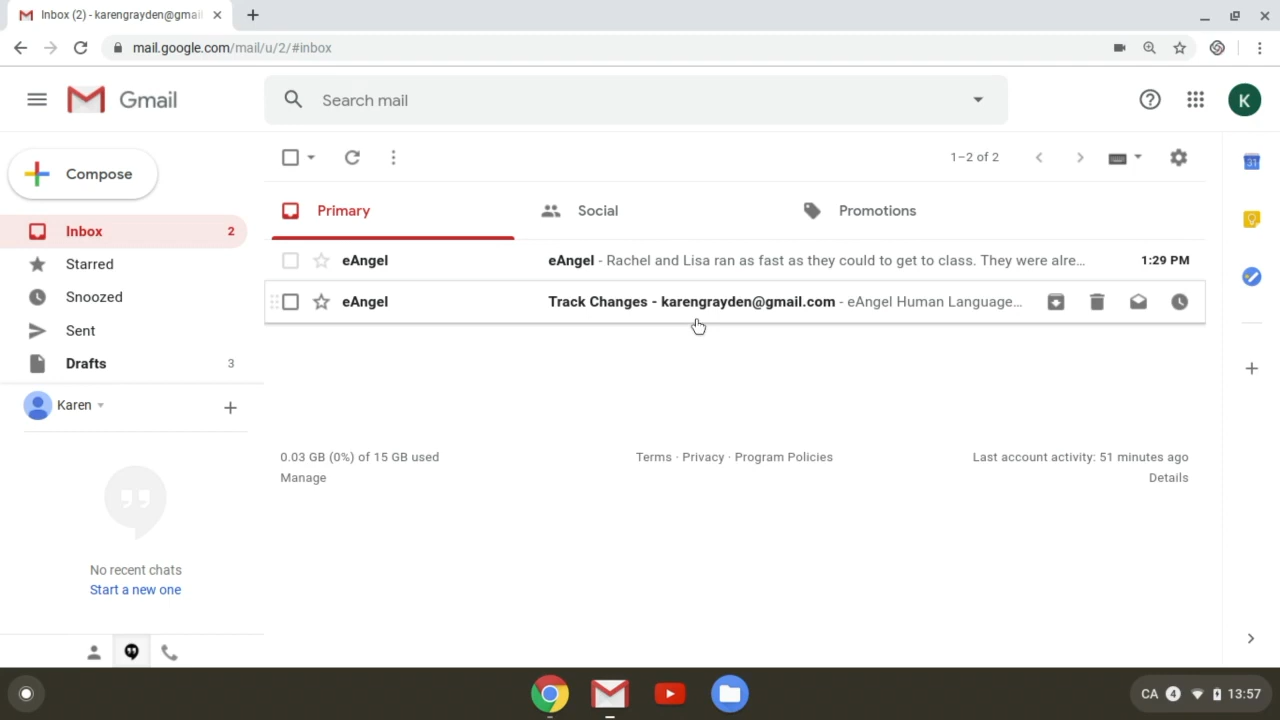 Inbox (2) - karengrayden@gmai
mail.google.com/mail/u/2/#inbox
Gmail
Search mail
K
Compose
1–2 of 2
31
Primary
Social
Promotions
Inbox 2
Starred
Snoozed
Sent
Drafts 3
eAngel eAngel - Rachel and Lisa ran as fast as they could to get to class. They were alre… 1:29 PM
eAngel Track Changes - karengrayden@gmail.com - eAngel Human Language…
Karen
0.03 GB (0%) of 15 GB used
Manage
Terms · Privacy · Program Policies
Last account activity: 51 minutes ago
Details
No recent chats
Start a new one
CA 4 13:57